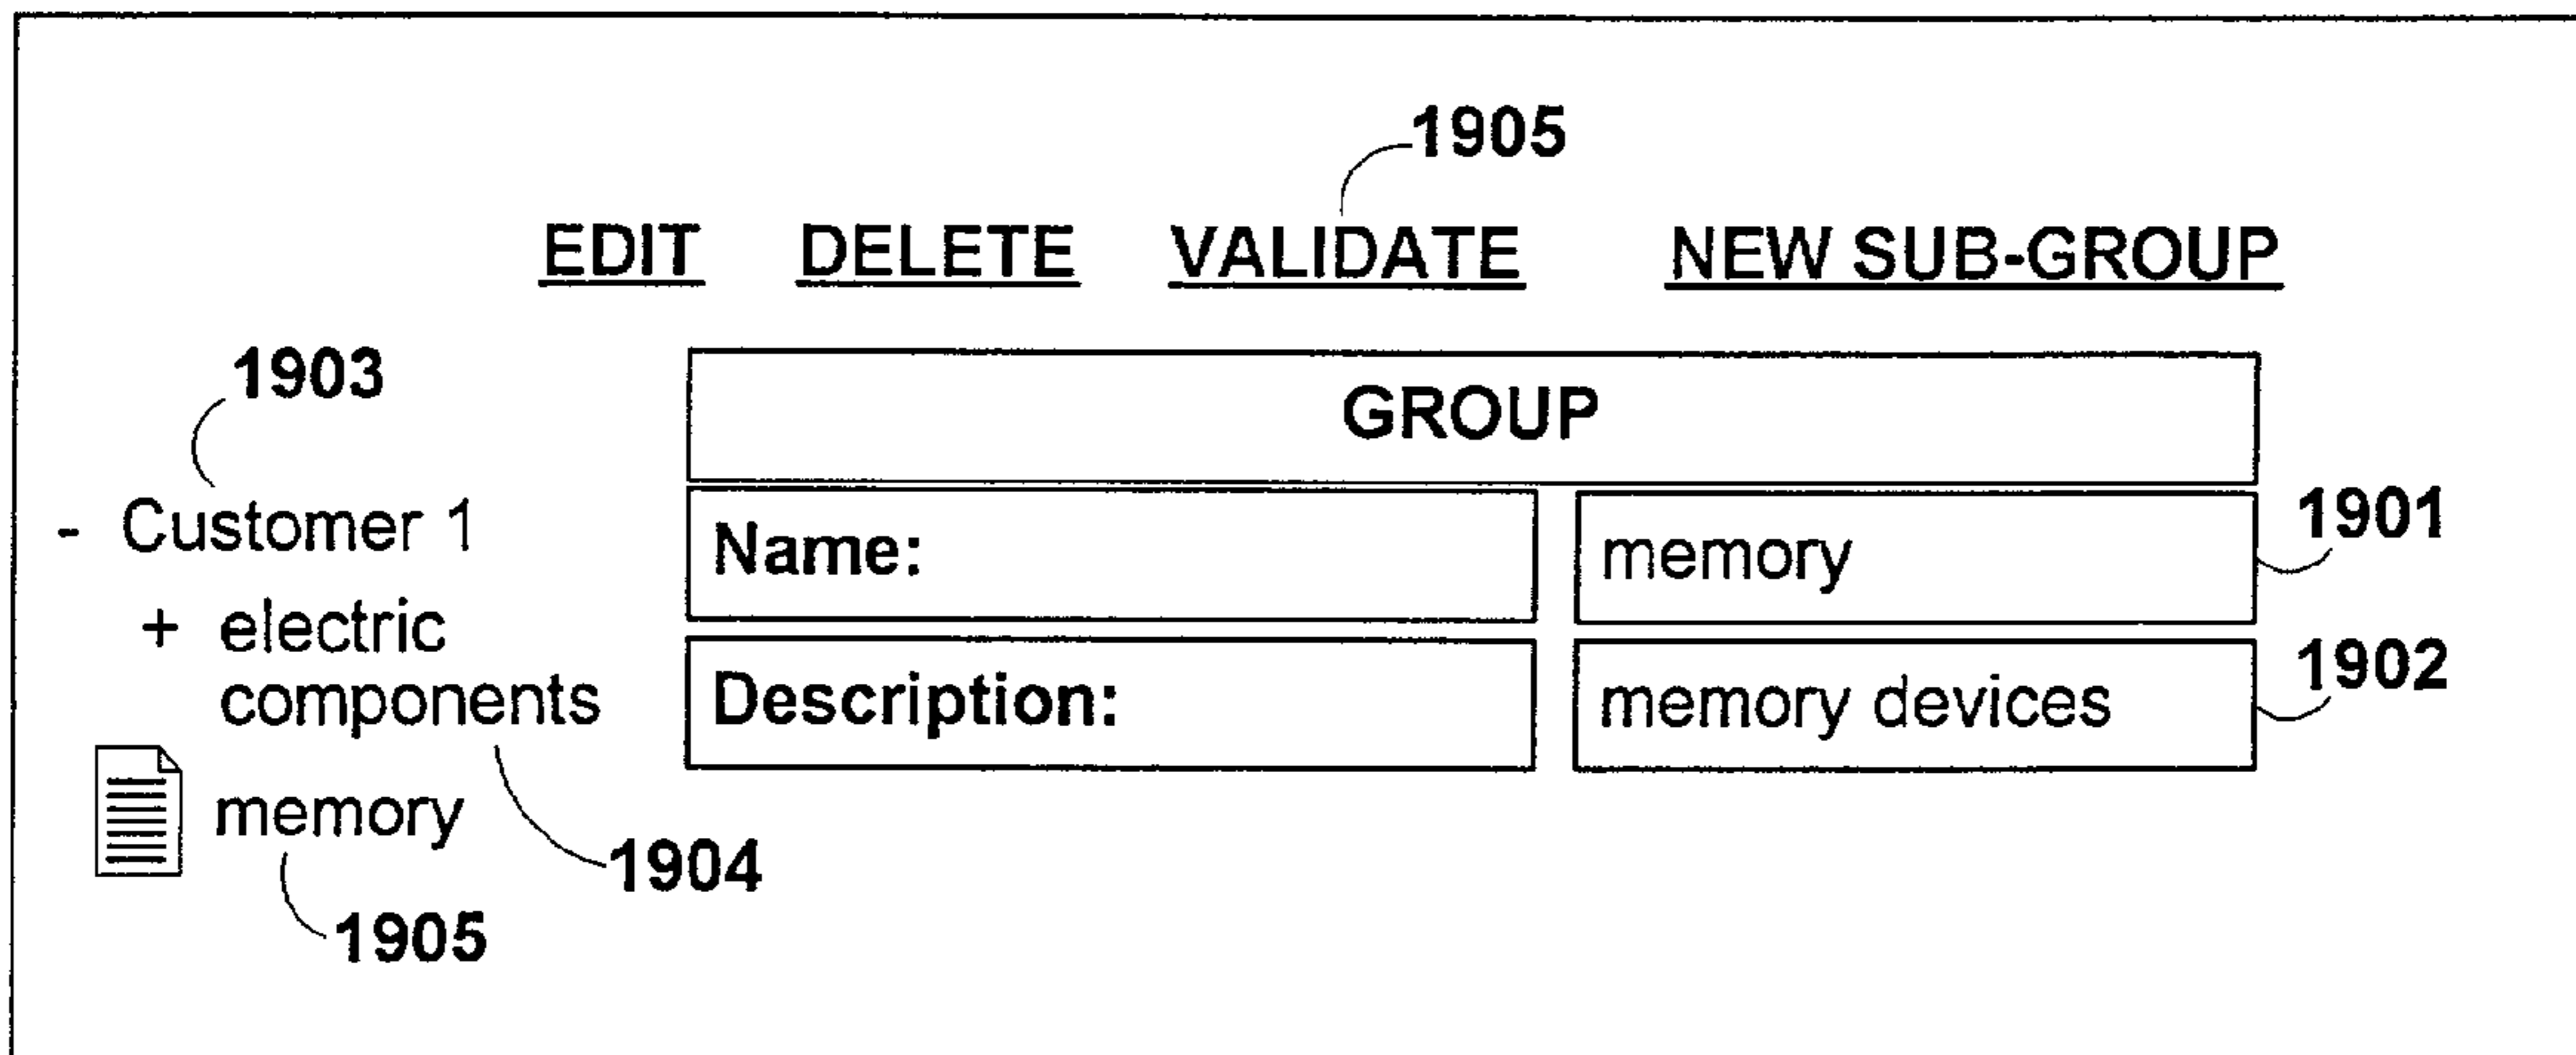 1905
EDIT DELETE VALIDATE NEW SUB-GROUP
1903
GROUP
- Customer 1
Name: memory 1901
+ electric
components
Description: memory devices 1902
memory
1904
1905